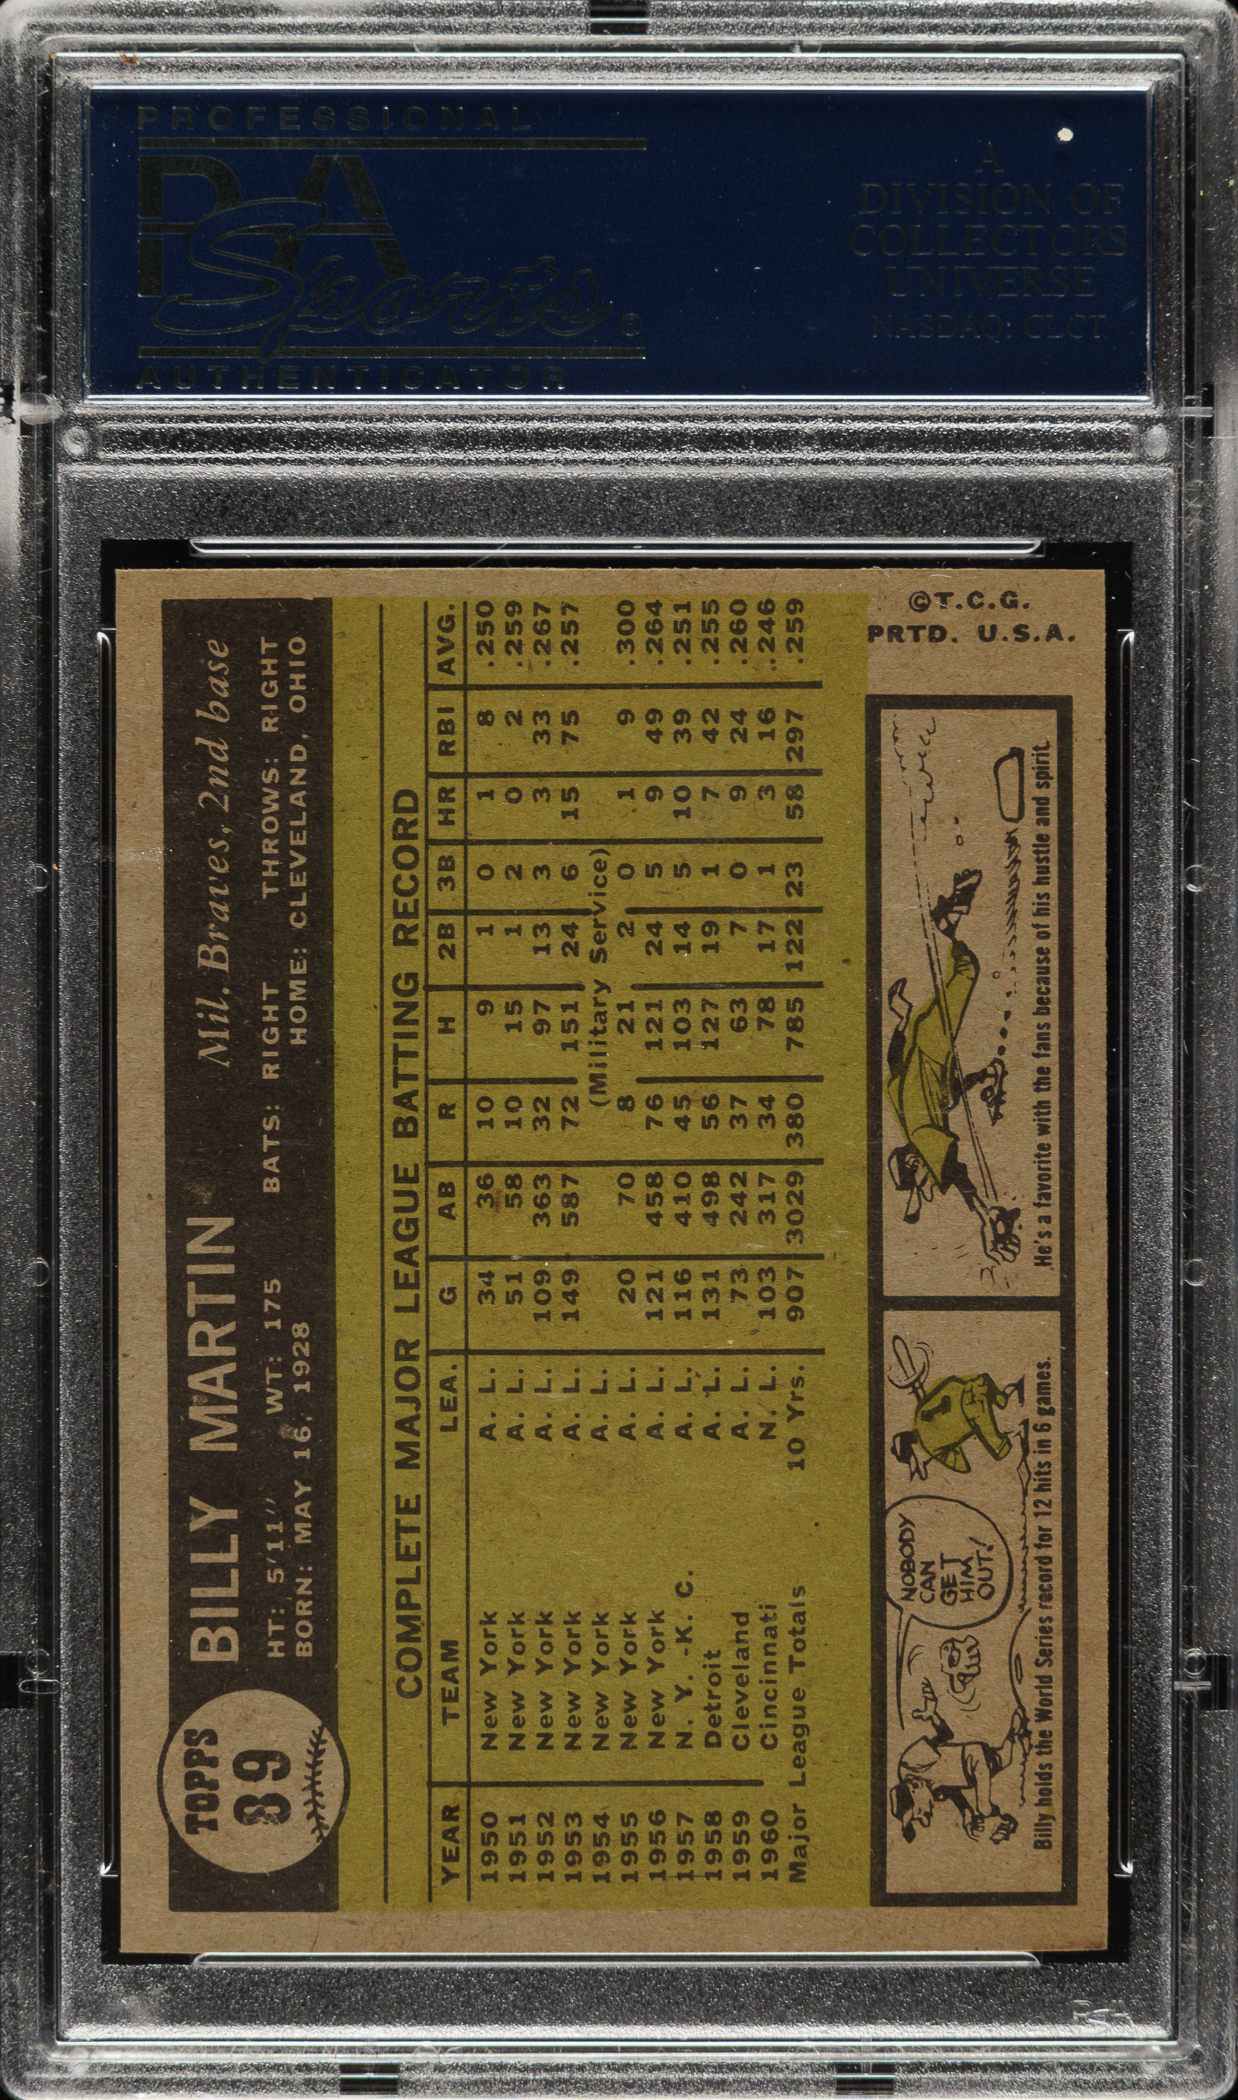 PROFESSIONAL
PSA
Sports®
AUTHENTICATOR
A
DIVISION OF
COLLECTORS
UNIVERSE
NASDAQ: CLCT
TOPPS
89
BILLY MARTIN Mil. Braves, 2nd base
HT: 5'11" WT: 175 BATS: RIGHT THROWS: RIGHT
BORN: MAY 16, 1928 HOME: CLEVELAND, OHIO
COMPLETE MAJOR LEAGUE BATTING RECORD
YEAR TEAM LEA. G AB R H 2B 3B HR RBI AVG.
1950 New York A. L. 34 36 10 9 1 0 1 8 .250
1951 New York A. L. 51 58 10 15 1 2 0 2 .259
1952 New York A. L. 109 363 32 97 13 3 3 33 .267
1953 New York A. L. 149 587 72 151 24 6 15 75 .257
1954 New York A. L. (Military Service)
1955 New York A. L. 20 70 8 21 2 0 1 9 .300
1956 New York A. L. 121 458 76 121 24 5 9 49 .264
1957 N. Y. -K. C. A. L. 116 410 45 103 14 5 10 39 .251
1958 Detroit A. L. 131 498 56 127 19 1 7 42 .255
1959 Cleveland A. L. 73 242 37 63 7 0 9 24 .260
1960 Cincinnati N. L. 103 317 34 78 17 1 3 16 .246
Major League Totals 10 Yrs. 907 3029 380 785 122 23 58 297 .259
NOBODY
CAN
GET
HIM
OUT!
Billy holds the World Series record for 12 hits in 6 games.
He's a favorite with the fans because of his hustle and spirit.
©T.C.G.
PRTD. U.S.A.
PSA